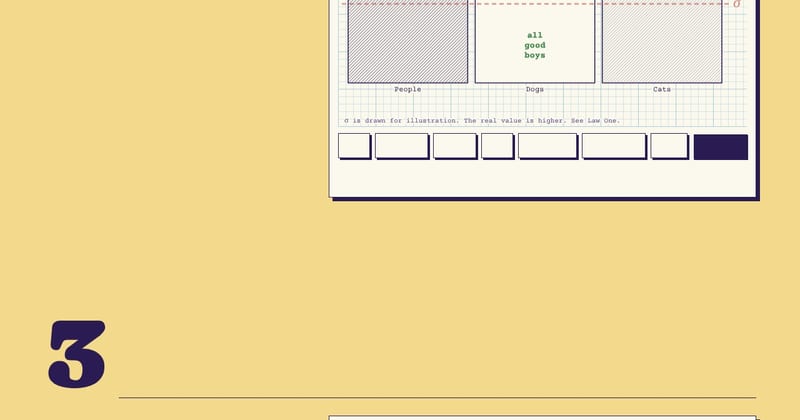 σ
all
good
boys
People Dogs Cats
σ is drawn for illustration. The real value is higher. See Law One.
3